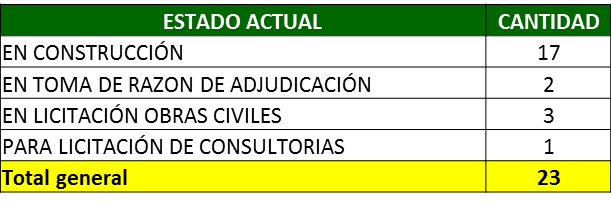 ESTADO ACTUAL CANTIDAD
EN CONSTRUCCIÓN 17
EN TOMA DE RAZON DE ADJUDICACIÓN 2
EN LICITACIÓN OBRAS CIVILES 3
PARA LICITACIÓN DE CONSULTORIAS 1
Total general 23